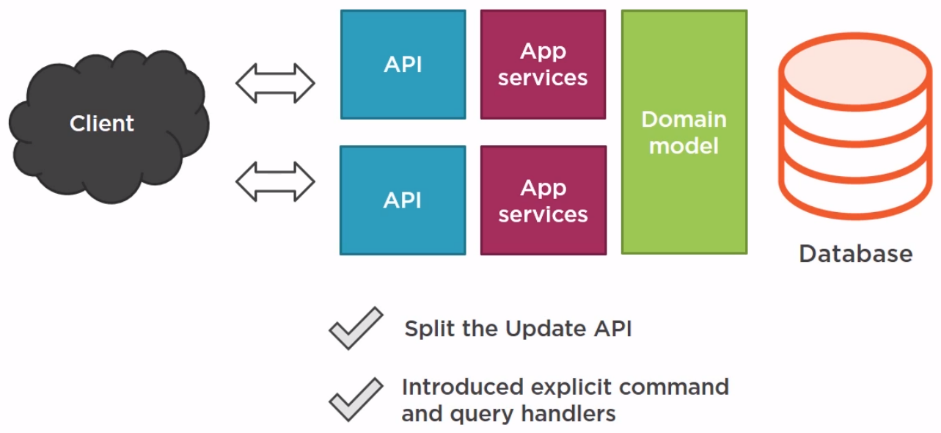 Client
API
App
services
Domain
model
API
App
services
Database
Split the Update API
Introduced explicit command
and query handlers